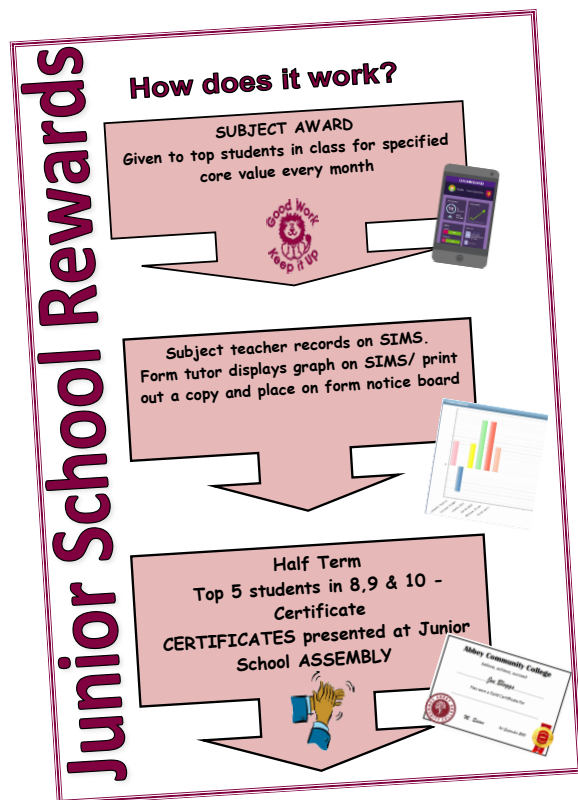 Junior School Rewards
How does it work?
SUBJECT AWARD
Given to top students in class for specified
core value every month
Good Work
Keep it Up
Subject teacher records on SIMS.
Form tutor displays graph on SIMS/ print
out a copy and place on form notice board
Half Term
Top 5 students in 8,9 & 10 –
Certificate
CERTIFICATES presented at Junior
School ASSEMBLY
Abbey Community College
Joe Bloggs